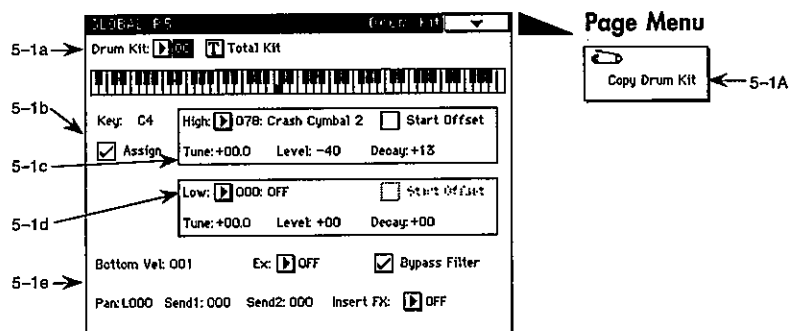 GLOBAL P5 Drum Kit
Page Menu
5-1a
Drum Kit: 00 T Total Kit
Copy Drum Kit
5-1A
5-1b
Key: C4
High: 078: Crash Cymbal 2 Start Offset
Assign
Tune: +00.0 Level: -40 Decay: +18
5-1c
Low: 000: OFF Start Offset
5-1d
Tune: +00.0 Level: +00 Decay: +00
Bottom Vel: 001 Ex: OFF Bypass Filter
5-1e
Pan: L000 Send1: 000 Send2: 000 Insert FX: OFF